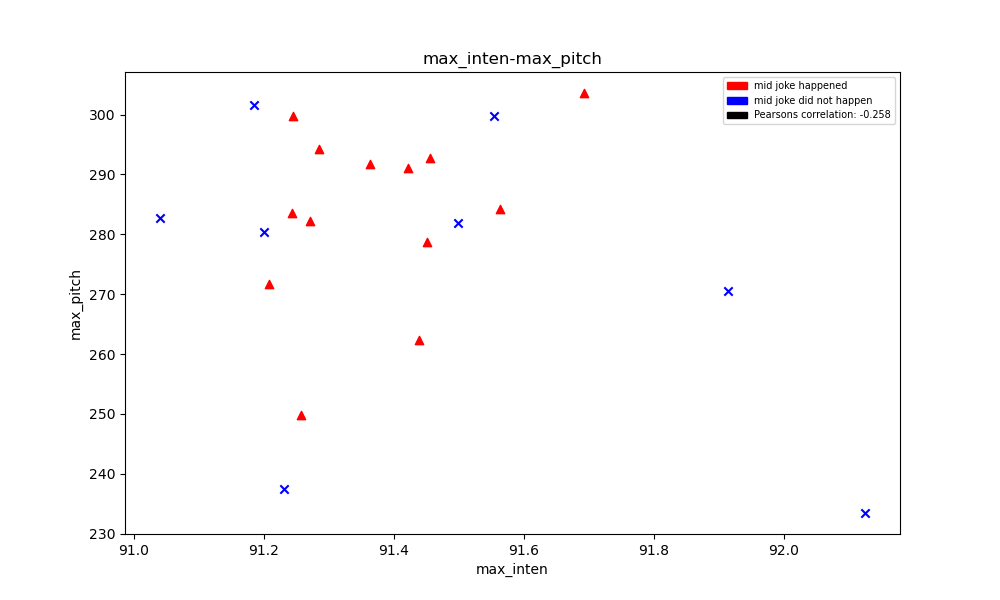 max_inten-max_pitch
mid joke happened
mid joke did not happen
Pearsons correlation: -0.258
max_pitch
300
290
280
270
260
250
240
230
91.0 91.2 91.4 91.6 91.8 92.0
max_inten